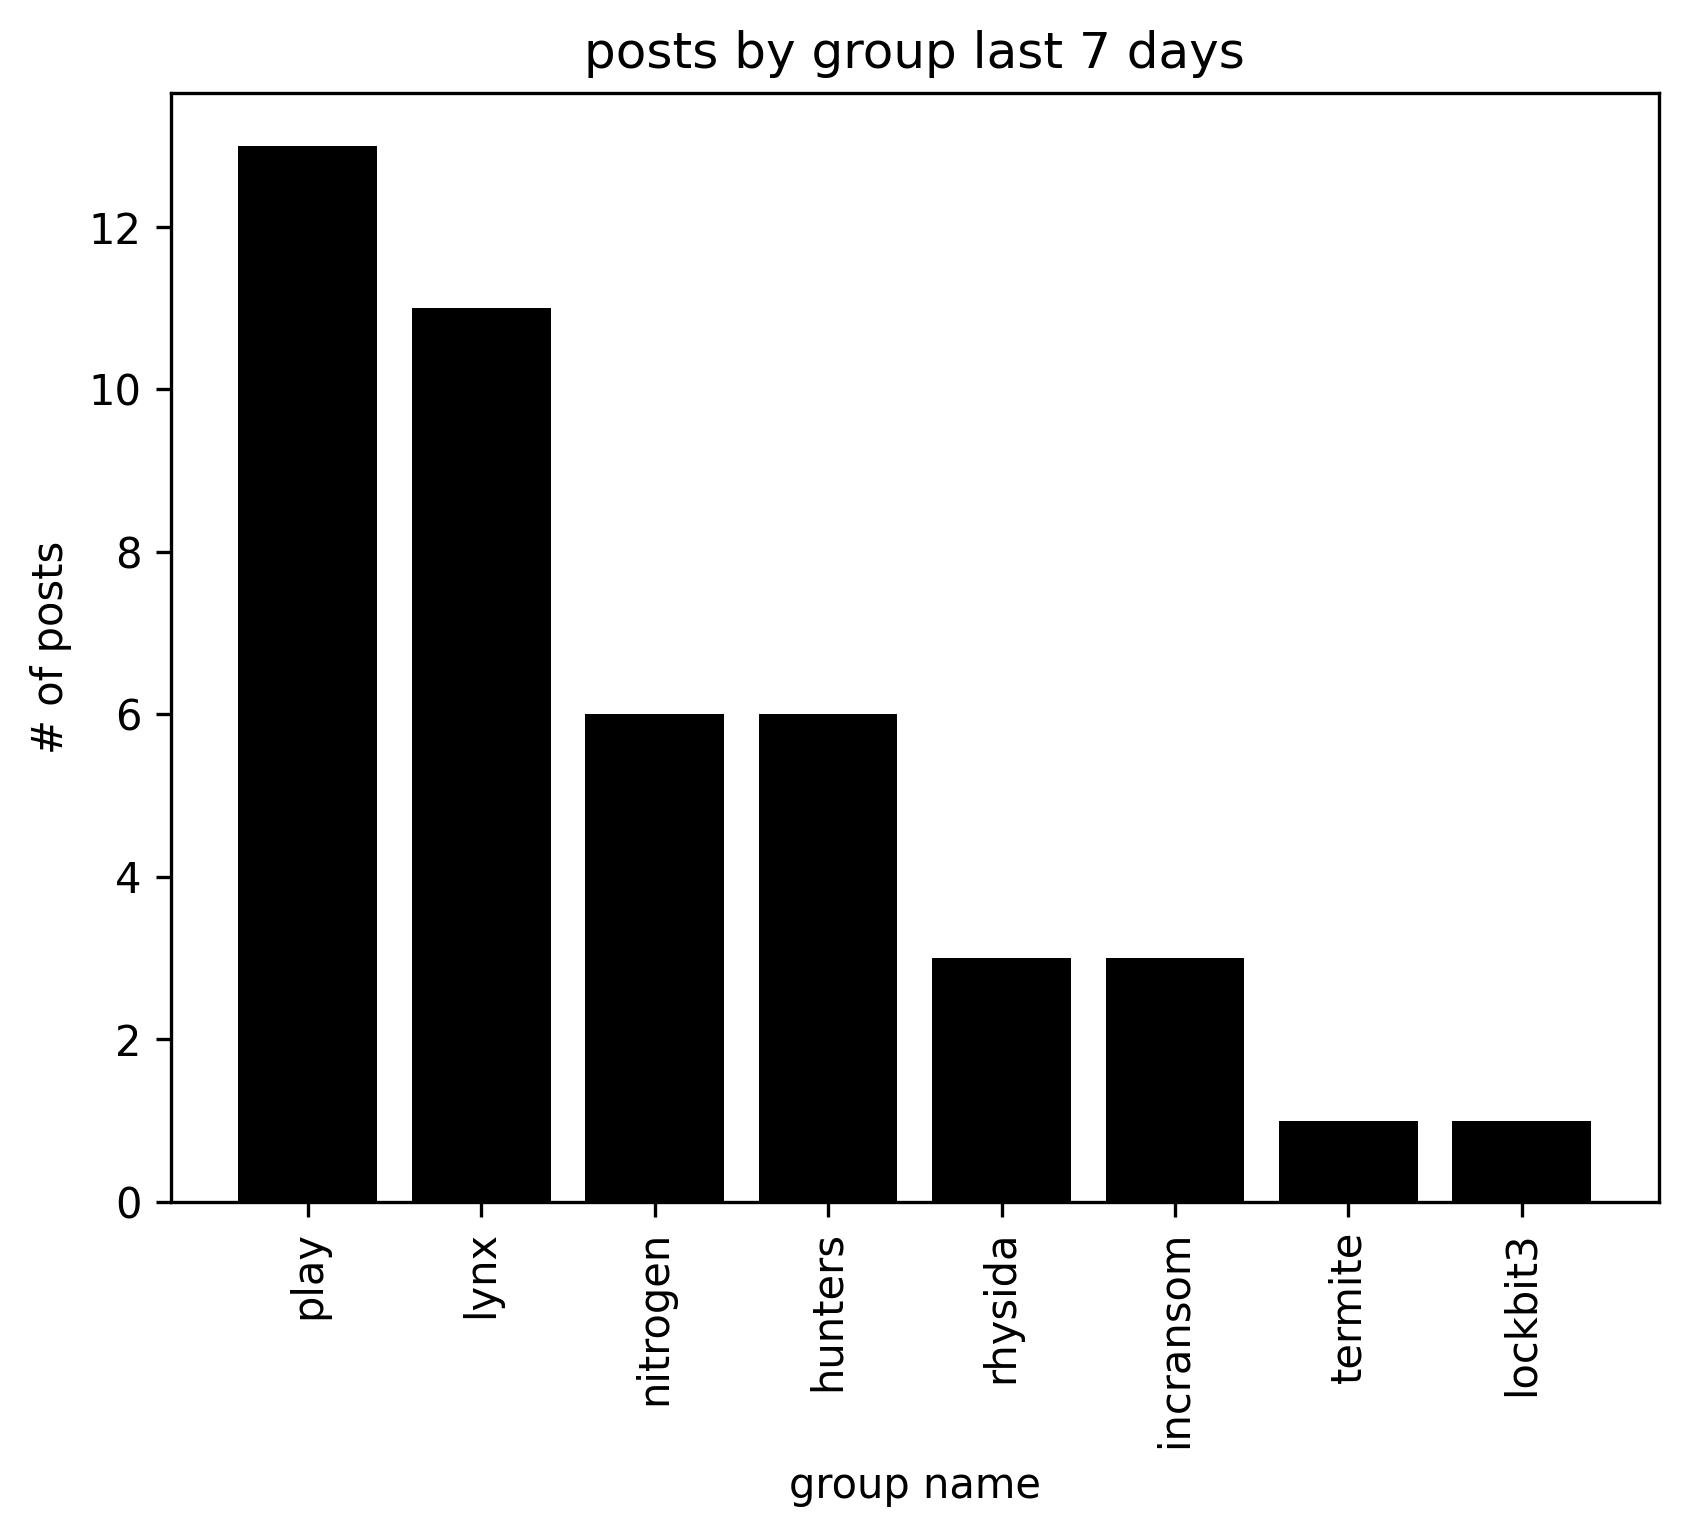 posts by group last 7 days
# of posts
12
10
8
6
4
2
0
play
lynx
nitrogen
hunters
rhysida
incransom
termite
lockbit3
group name